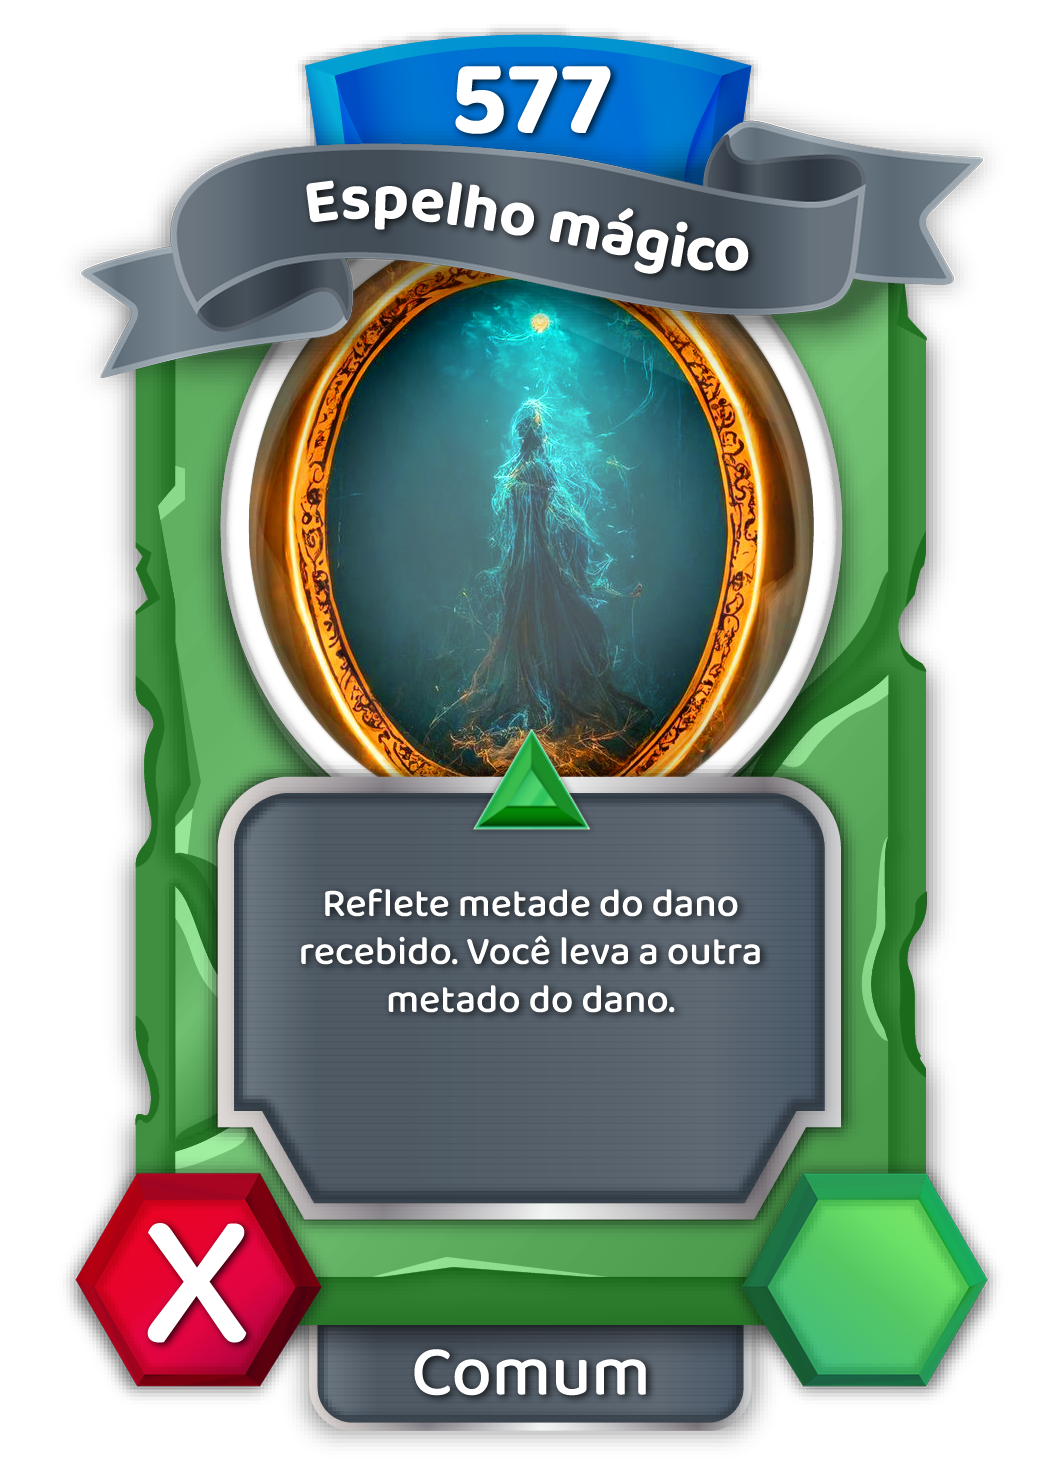 577
Espelho mágico
Reflete metade do dano
recebido. Você leva a outra
metado do dano.
X
Comum